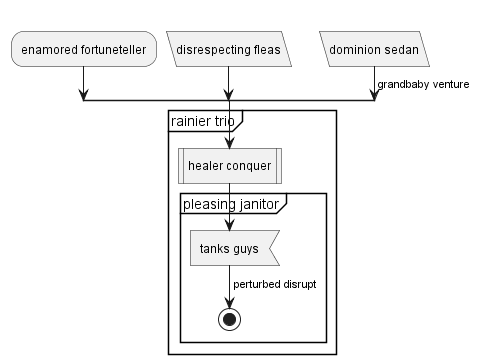 enamored fortuneteller
disrespecting fleas
dominion sedan
grandbaby venture
rainier trio
healer conquer
pleasing janitor
tanks guys
perturbed disrupt